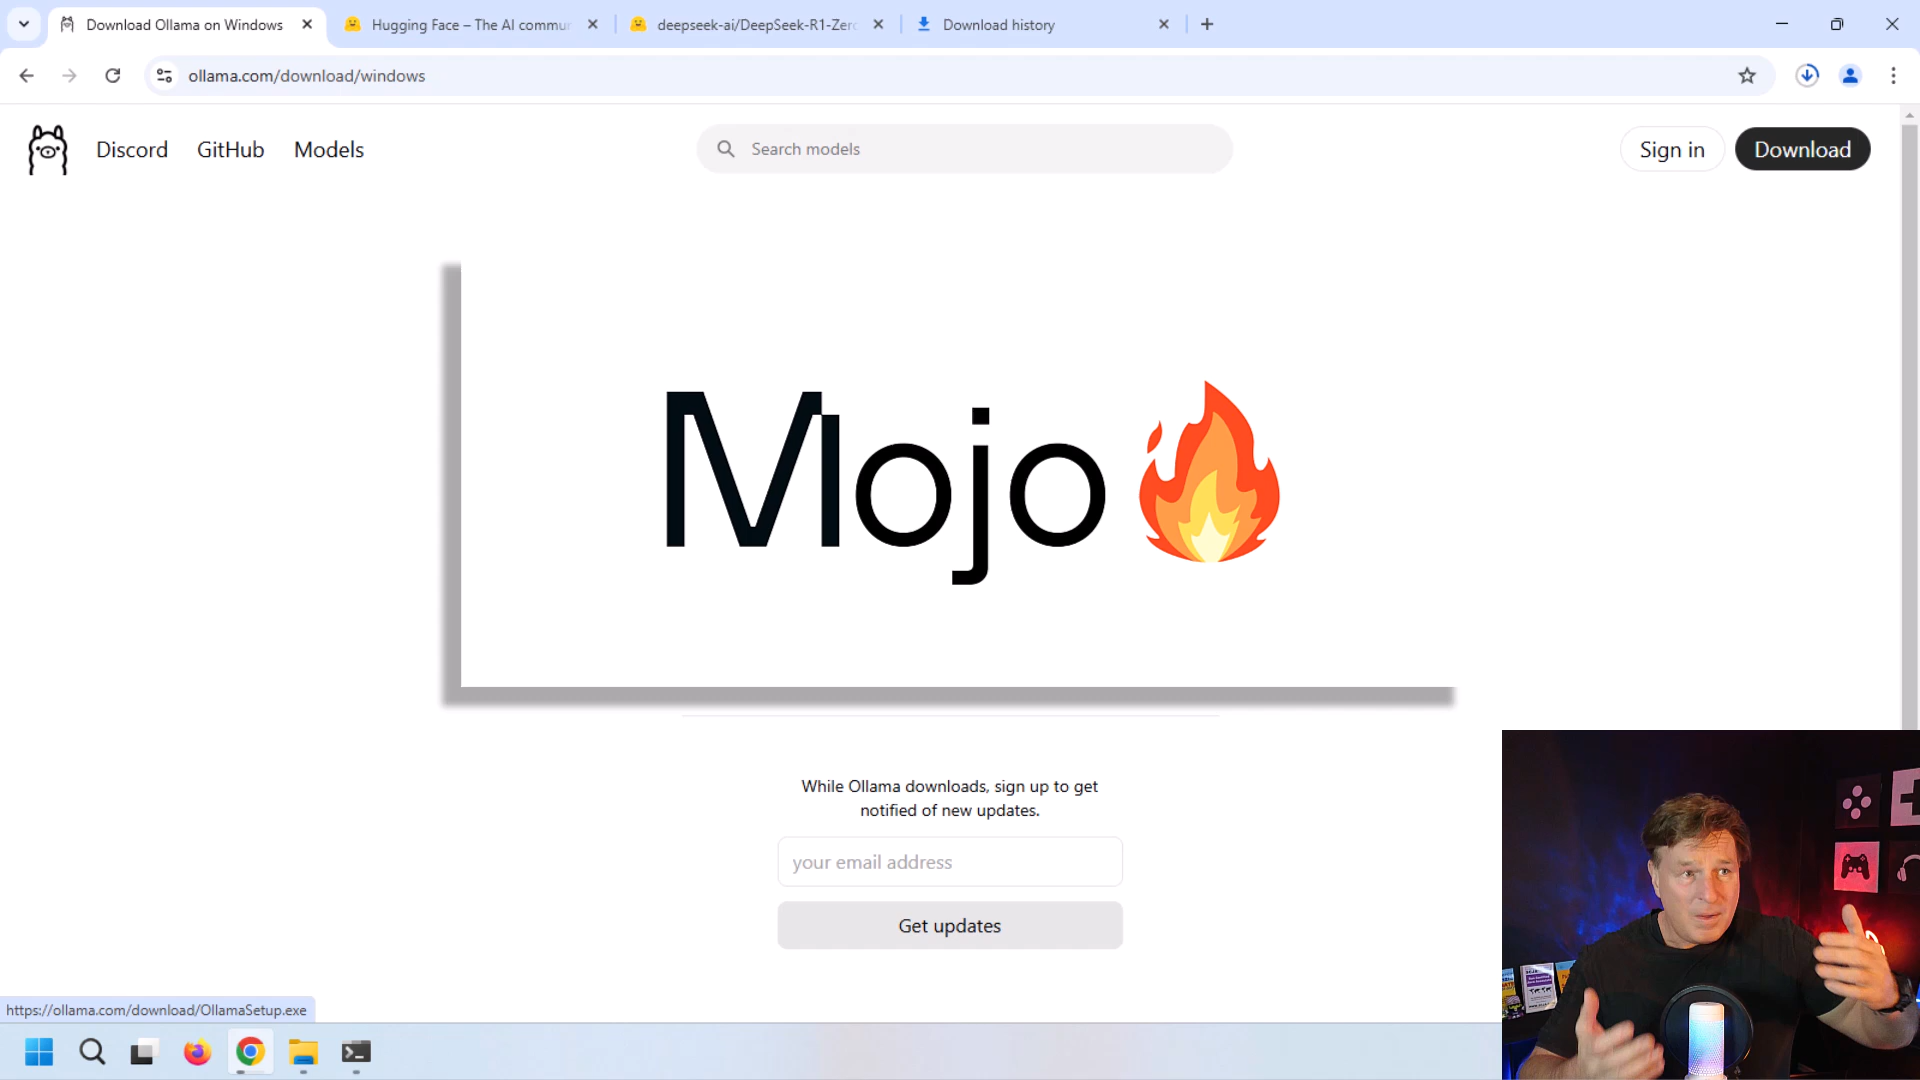 Download Ollama on Windows
Hugging Face – The AI commu
deepseek-ai/DeepSeek-R1-Zero
Download history
ollama.com/download/windows
Discord
GitHub
Models
Search models
Sign in
Download
Mojo
While Ollama downloads, sign up to get
notified of new updates.
your email address
Get updates
https://ollama.com/download/OllamaSetup.exe